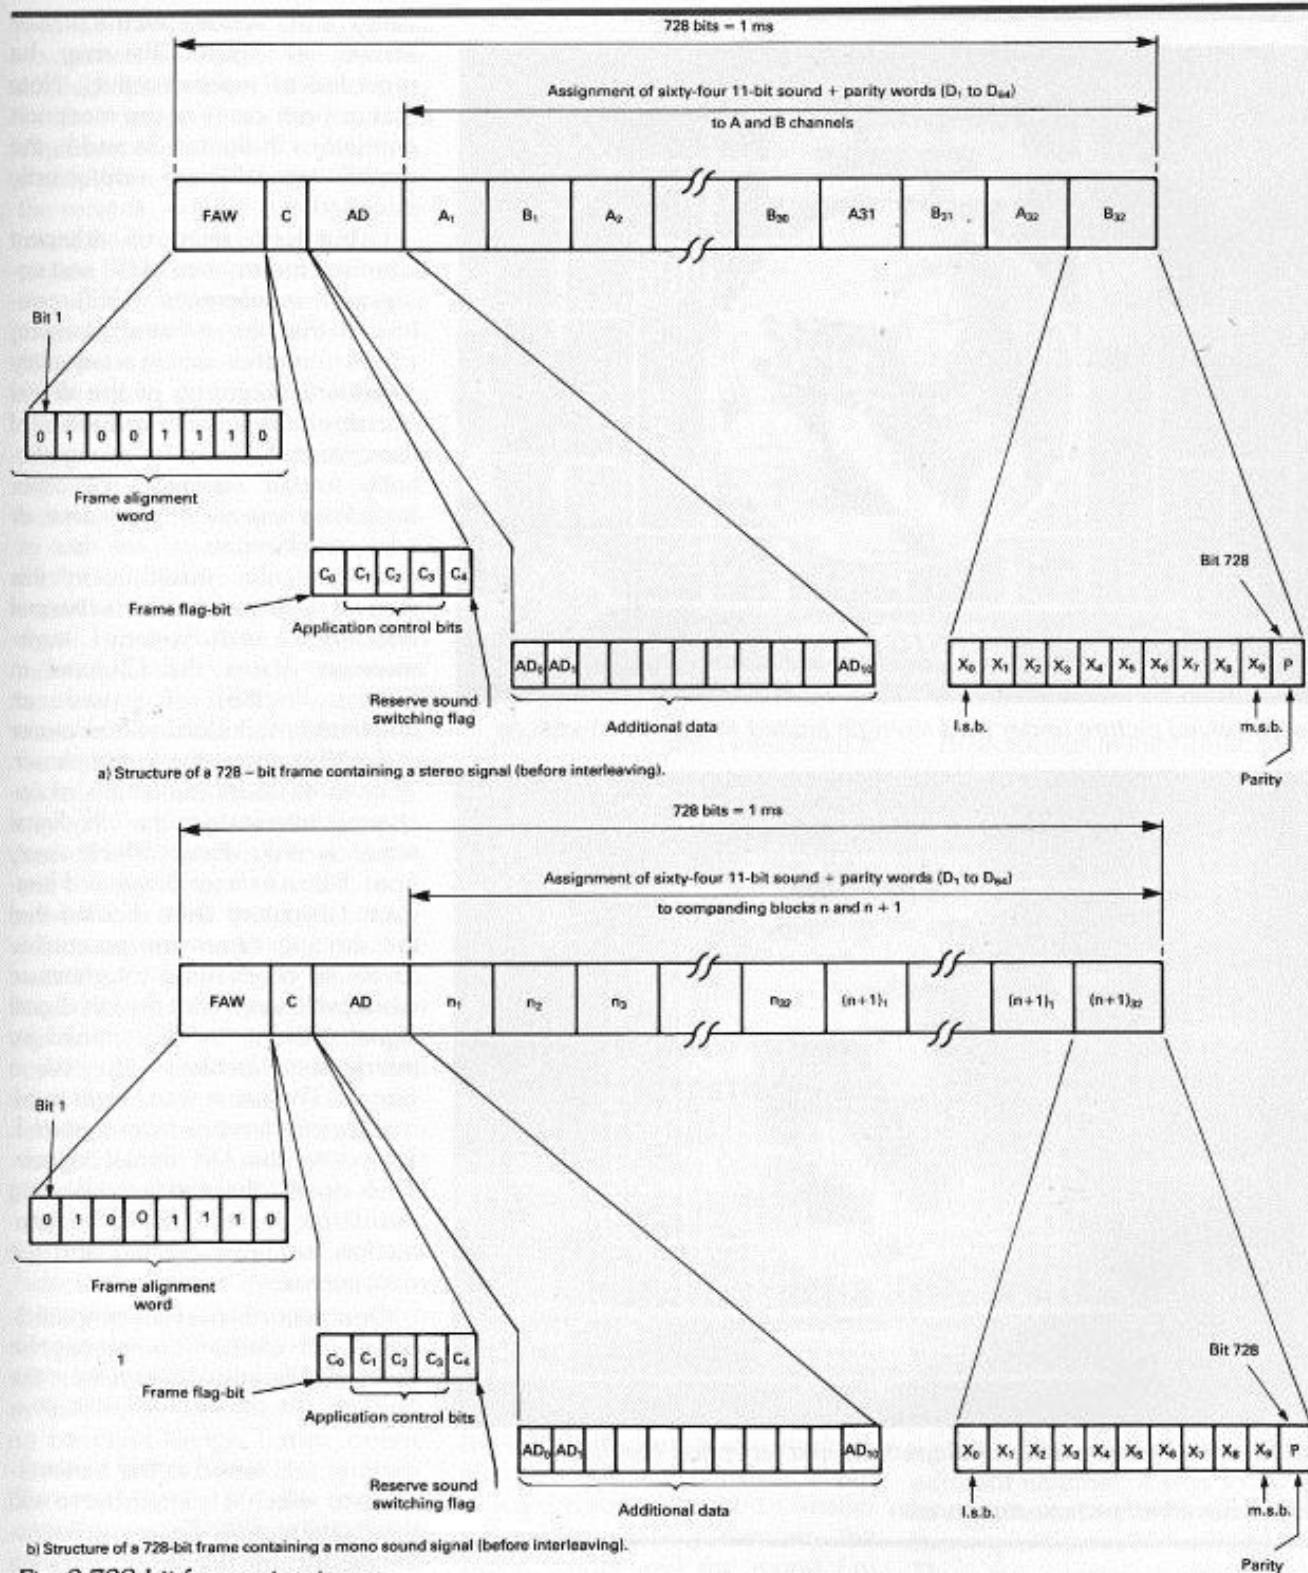 728 bits = 1 ms
Assignment of sixty-four 11-bit sound + parity words (D₁ to D₆₄)
to A and B channels
FAW C AD A₁ B₁ A₂ B₃₀ A31 B₃₁ A₃₂ B₃₂
Bit 1
0 1 0 0 1 1 1 0
Frame alignment
word
Bit 728
C₀ C₁ C₂ C₃ C₄
Frame flag-bit
Application control bits
AD₀ AD₁ AD₁₀
X₀ X₁ X₂ X₃ X₄ X₅ X₆ X₇ X₈ X₉ P
Reserve sound
switching flag
Additional data
l.s.b.
m.s.b.
Parity
a) Structure of a 728 – bit frame containing a stereo signal (before interleaving).
728 bits = 1 ms
Assignment of sixty-four 11-bit sound + parity words (D₁ to D₆₄)
to companding blocks n and n + 1
FAW C AD n₁ n₂ n₃ n₃₂ (n+1)₁ (n+1)₁ (n+1)₃₂
Bit 1
0 1 0 0 1 1 1 0
Frame alignment
word
1
Bit 728
C₀ C₁ C₂ C₃ C₄
Frame flag-bit
Application control bits
AD₀ AD₁ AD₁₀
X₀ X₁ X₂ X₃ X₄ X₅ X₆ X₇ X₈ X₉ P
Reserve sound
switching flag
Additional data
l.s.b.
m.s.b.
Parity
b) Structure of a 728-bit frame containing a mono sound signal (before interleaving).